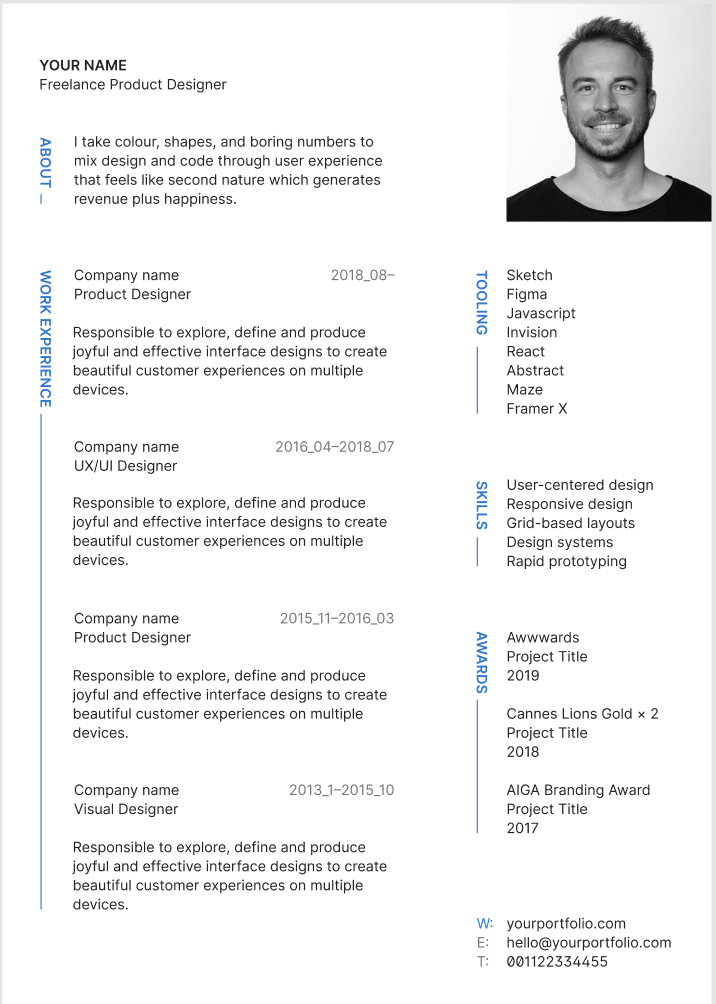 YOUR NAME
Freelance Product Designer
ABOUT
I take colour, shapes, and boring numbers to
mix design and code through user experience
that feels like second nature which generates
revenue plus happiness.
WORK EXPERIENCE
Company name 2018_08–
Product Designer
Responsible to explore, define and produce
joyful and effective interface designs to create
beautiful customer experiences on multiple
devices.
Company name 2016_04–2018_07
UX/UI Designer
Responsible to explore, define and produce
joyful and effective interface designs to create
beautiful customer experiences on multiple
devices.
Company name 2015_11–2016_03
Product Designer
Responsible to explore, define and produce
joyful and effective interface designs to create
beautiful customer experiences on multiple
devices.
Company name 2013_1–2015_10
Visual Designer
Responsible to explore, define and produce
joyful and effective interface designs to create
beautiful customer experiences on multiple
devices.
TOOLING
Sketch
Figma
Javascript
Invision
React
Abstract
Maze
Framer X
SKILLS
User-centered design
Responsive design
Grid-based layouts
Design systems
Rapid prototyping
AWARDS
Awwwards
Project Title
2019
Cannes Lions Gold × 2
Project Title
2018
AIGA Branding Award
Project Title
2017
W: yourportfolio.com
E: hello@yourportfolio.com
T: 001122334455